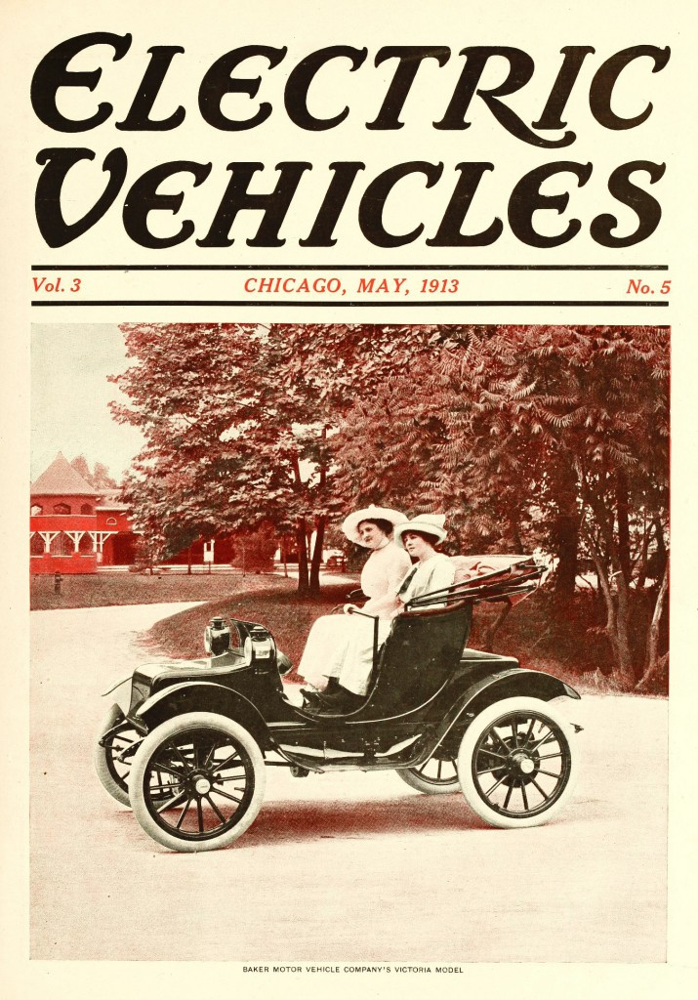 ELECTRIC
VEHICLES
Vol. 3 CHICAGO, MAY, 1913 No. 5
BAKER MOTOR VEHICLE COMPANY'S VICTORIA MODEL